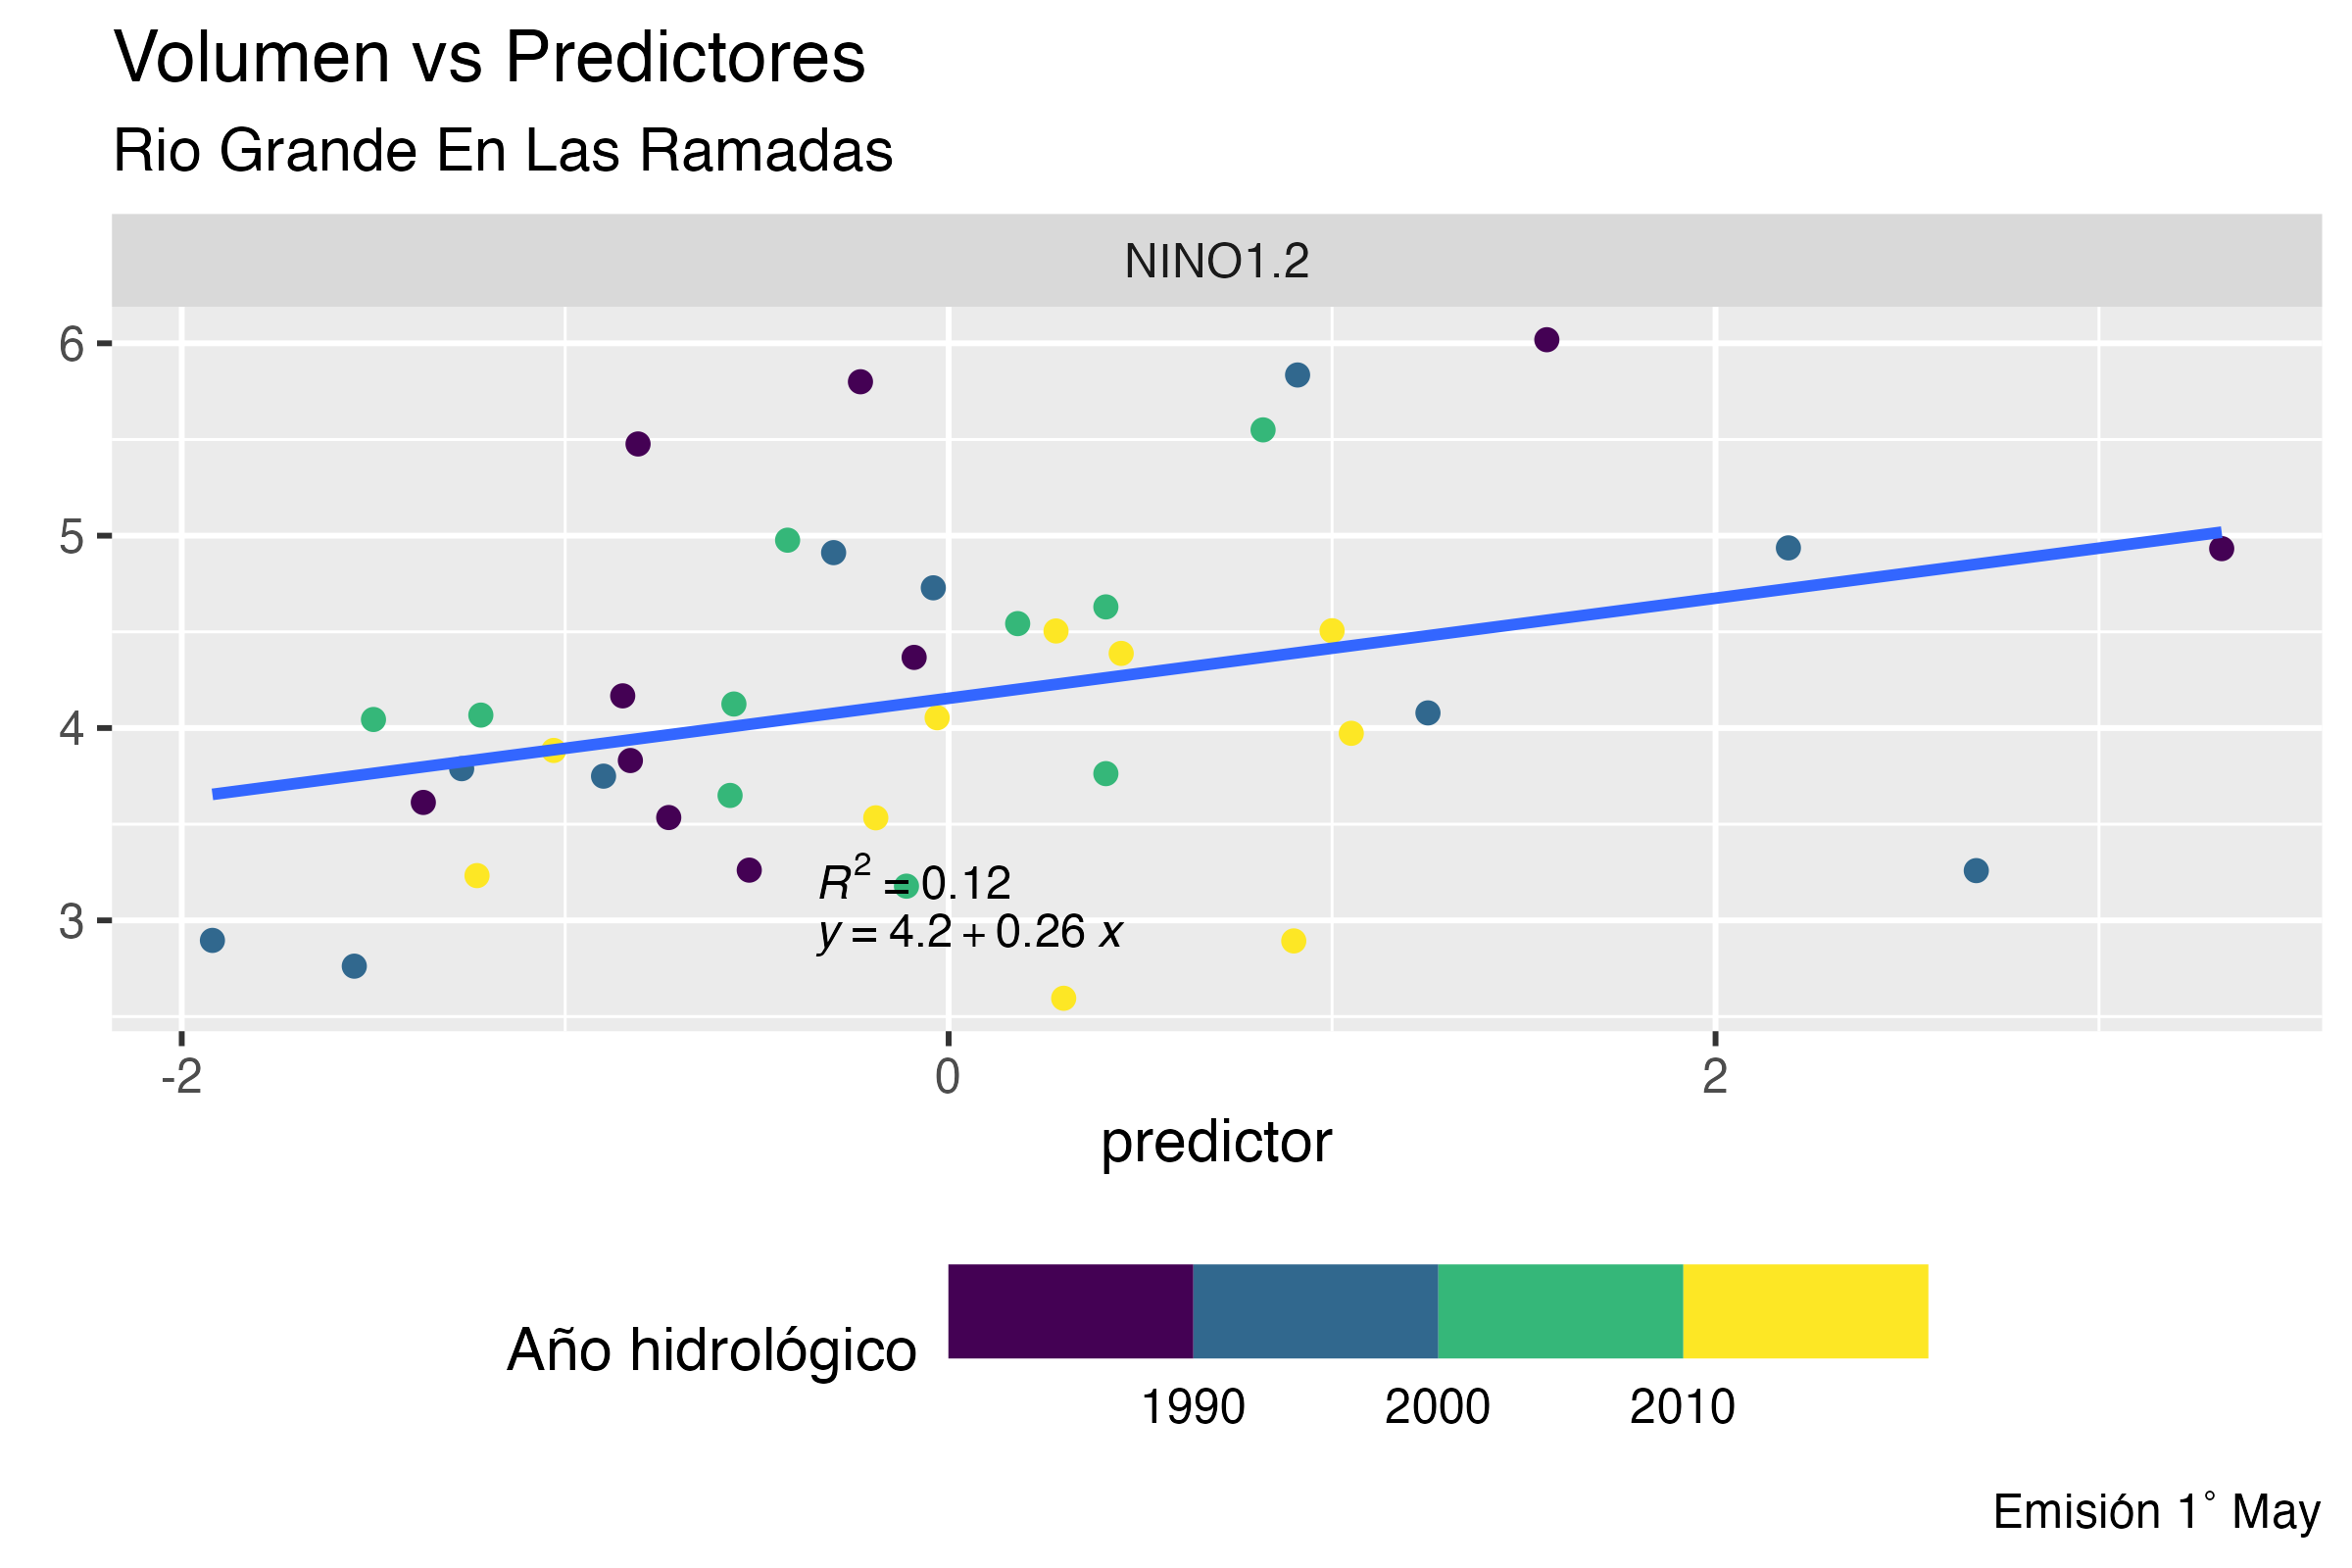 Volumen vs Predictores
Rio Grande En Las Ramadas
NINO1.2
6
5
4
3
R² = 0.12
y = 4.2 + 0.26 x
-2 0 2
predictor
Año hidrológico
1990 2000 2010
Emisión 1° May